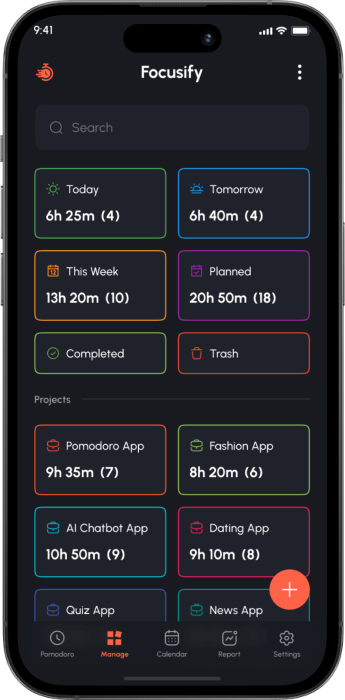 9:41
Focusify
Search
Today
Tomorrow
6h 25m (4)
6h 40m (4)
This Week
Planned
13h 20m (10)
20h 50m (18)
Completed
Trash
Projects
Pomodoro App
Fashion App
9h 35m (7)
8h 20m (6)
AI Chatbot App
Dating App
10h 50m (9)
9h 10m (8)
Quiz App
News App
Pomodoro
Manage
Calendar
Report
Settings